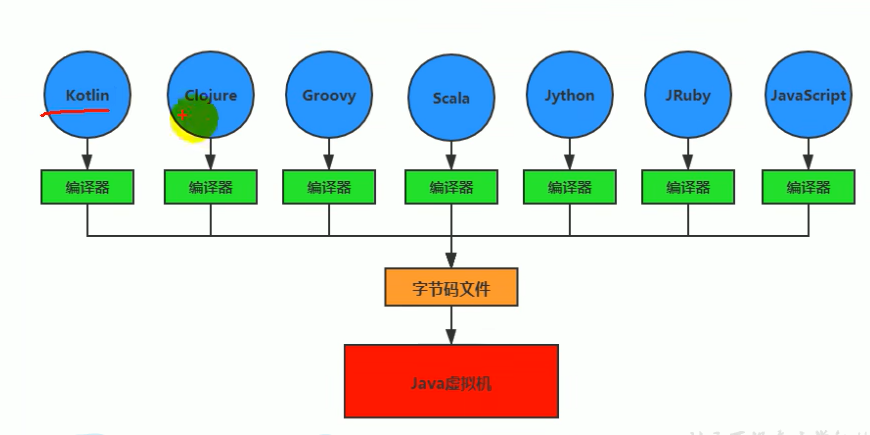 Kotlin
Clojure
Groovy
Scala
Jython
JRuby
JavaScript
编译器
编译器
编译器
编译器
编译器
编译器
编译器
字节码文件
Java虚拟机